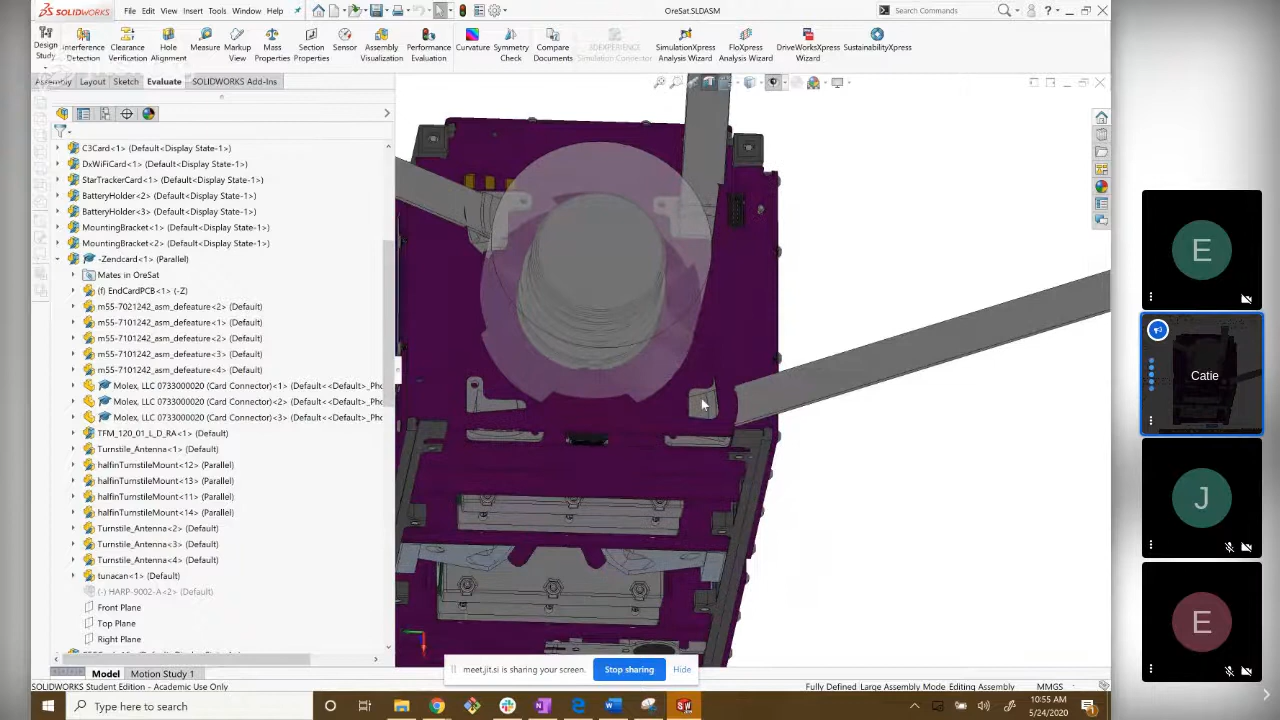 SOLIDWORKS File Edit View Insert Tools Window Help OreSat.SLDASM Search Commands
Design Study
Interference Detection
Clearance Verification
Hole Alignment
Measure
Markup View
Mass Properties
Section Properties
Sensor
Assembly Visualization
Performance Evaluation
Curvature
Symmetry Check
Compare Documents
3DEXPERIENCE Simulation Connector
SimulationXpress Analysis Wizard
FloXpress Analysis Wizard
DriveWorksXpress Wizard
SustainabilityXpress
Assembly Layout Sketch Evaluate SOLIDWORKS Add-Ins
C3Card<1> (Default<Display State-1>)
DxWiFiCard<1> (Default<Display State-1>)
StarTrackerCard<1> (Default<Display State-1>)
BatteryHolder<2> (Default<Display State-1>)
BatteryHolder<3> (Default<Display State-1>)
MountingBracket<1> (Default<Display State-1>)
MountingBracket<2> (Default<Display State-1>)
-Zendcard<1> (Parallel)
Mates in OreSat
(f) EndCardPCB<1> (-Z)
m55-7021242_asm_defeature<2> (Default)
m55-7101242_asm_defeature<1> (Default)
m55-7101242_asm_defeature<2> (Default)
m55-7101242_asm_defeature<3> (Default)
m55-7101242_asm_defeature<4> (Default)
Molex, LLC 0733000020 (Card Connector)<1> (Default<<Default>_Pho
Molex, LLC 0733000020 (Card Connector)<2> (Default<<Default>_Pho
Molex, LLC 0733000020 (Card Connector)<3> (Default<<Default>_Pho
TFM_120_01_L_D_RA<1> (Default)
Turnstile_Antenna<1> (Default)
halfinTurnstileMount<12> (Parallel)
halfinTurnstileMount<13> (Parallel)
halfinTurnstileMount<11> (Parallel)
halfinTurnstileMount<14> (Parallel)
Turnstile_Antenna<2> (Default)
Turnstile_Antenna<3> (Default)
Turnstile_Antenna<4> (Default)
tunacan<1> (Default)
(-) HARP-9002-A<2> (Default)
Front Plane
Top Plane
Right Plane
Model Motion Study 1
meet.jit.si is sharing your screen. Stop sharing Hide
SOLIDWORKS Student Edition - Academic Use Only
Fully Defined Large Assembly Mode Editing Assembly MMGS
Type here to search
10:55 AM
5/24/2020
E
Catie
J
E